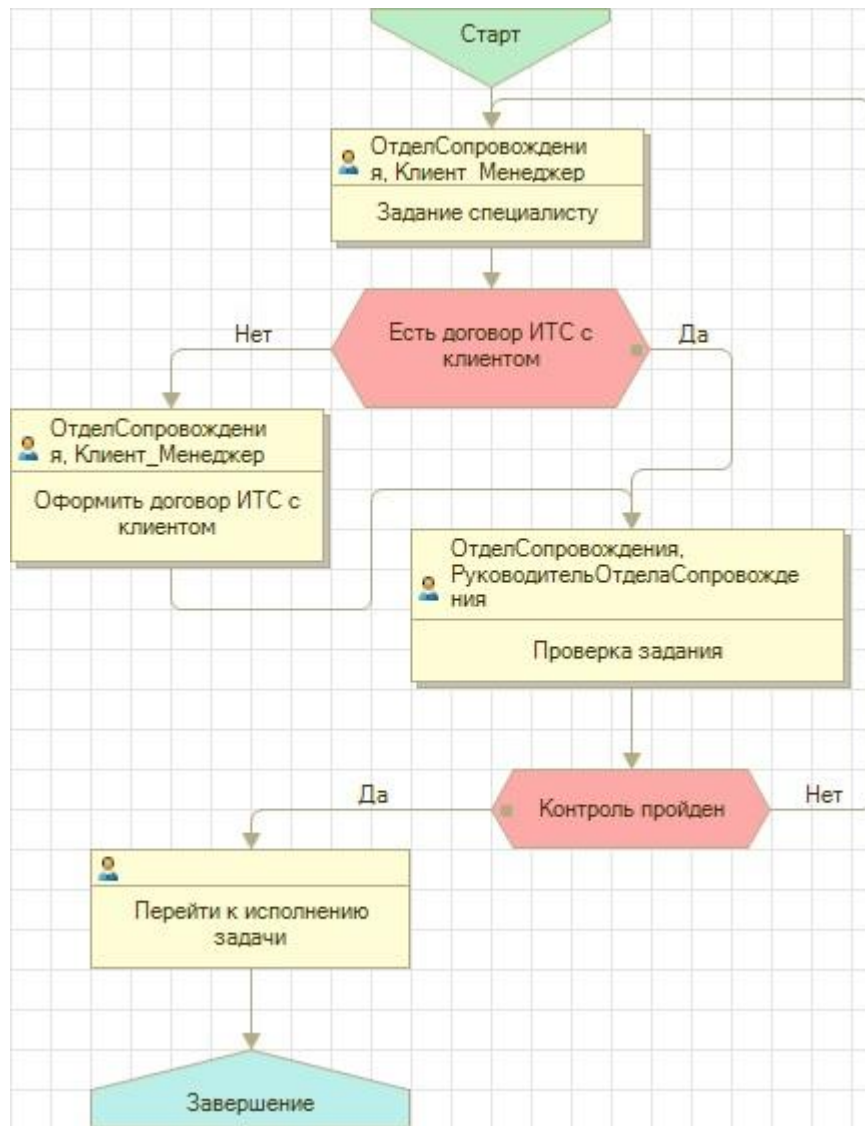 Старт
ОтделСопровождени
я, Клиент_Менеджер
Задание специалисту
Есть договор ИТС с
клиентом
Нет
Да
ОтделСопровождени
я, Клиент_Менеджер
Оформить договор ИТС с
клиентом
ОтделСопровождения,
РуководительОтделаСопровожде
ния
Проверка задания
Контроль пройден
Да
Нет
Перейти к исполнению
задачи
Завершение